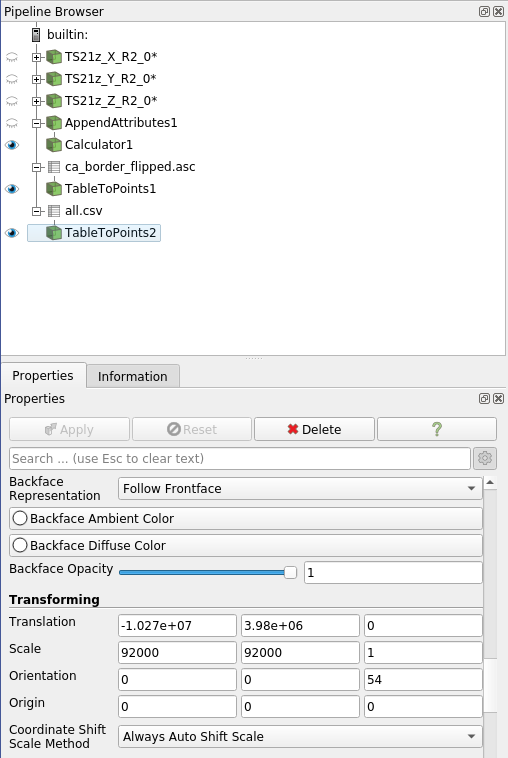 Pipeline Browser
builtin:
TS21z_X_R2_0*
TS21z_Y_R2_0*
TS21z_Z_R2_0*
AppendAttributes1
Calculator1
ca_border_flipped.asc
TableToPoints1
all.csv
TableToPoints2
Properties Information
Properties
Apply Reset Delete ?
Search ... (use Esc to clear text)
Backface Representation Follow Frontface
Backface Ambient Color
Backface Diffuse Color
Backface Opacity 1
Transforming
Translation -1.027e+07 3.98e+06 0
Scale 92000 92000 1
Orientation 0 0 54
Origin 0 0 0
Coordinate Shift Scale Method Always Auto Shift Scale